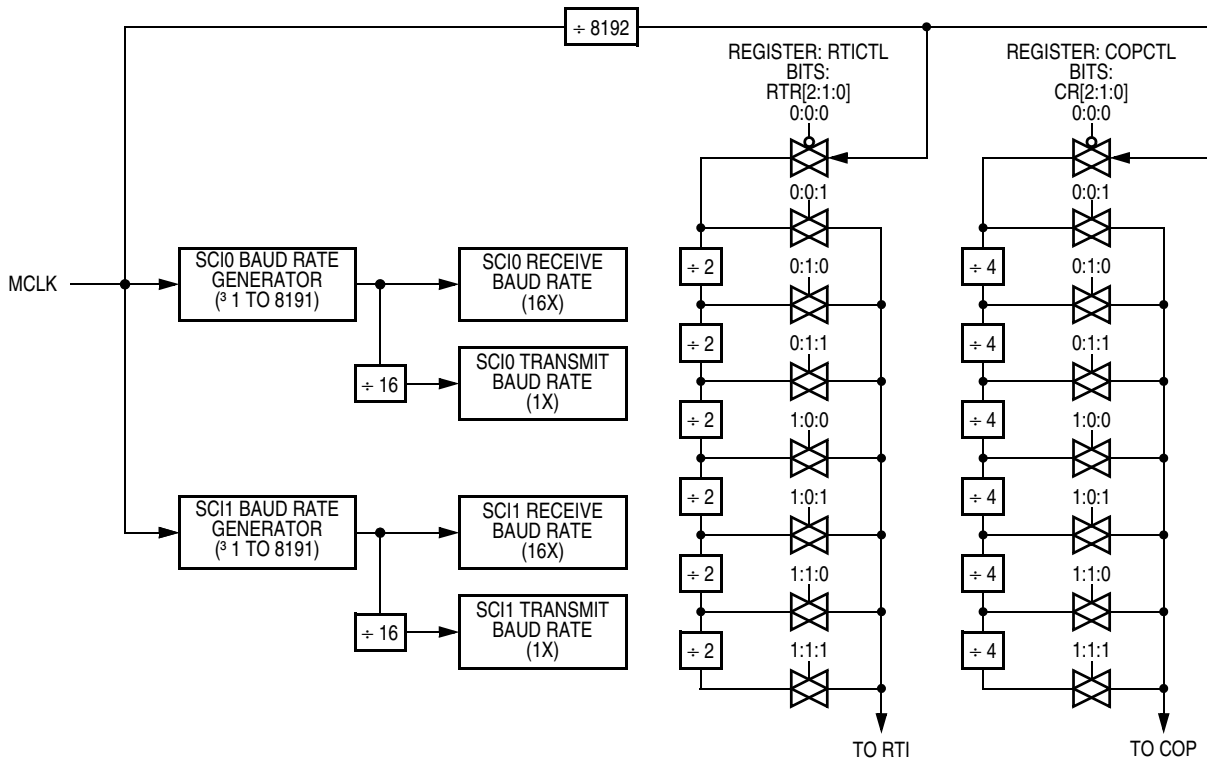 ÷ 8192
REGISTER: RTICTL
BITS:
RTR[2:1:0]
0:0:0
0:0:1
÷ 2
0:1:0
÷ 2
0:1:1
÷ 2
1:0:0
÷ 2
1:0:1
÷ 2
1:1:0
÷ 2
1:1:1
TO RTI
REGISTER: COPCTL
BITS:
CR[2:1:0]
0:0:0
0:0:1
÷ 4
0:1:0
÷ 4
0:1:1
÷ 4
1:0:0
÷ 4
1:0:1
÷ 4
1:1:0
÷ 4
1:1:1
TO COP
MCLK
SCI0 BAUD RATE
GENERATOR
(³ 1 TO 8191)
SCI0 RECEIVE
BAUD RATE
(16X)
÷ 16
SCI0 TRANSMIT
BAUD RATE
(1X)
SCI1 BAUD RATE
GENERATOR
(³ 1 TO 8191)
SCI1 RECEIVE
BAUD RATE
(16X)
÷ 16
SCI1 TRANSMIT
BAUD RATE
(1X)